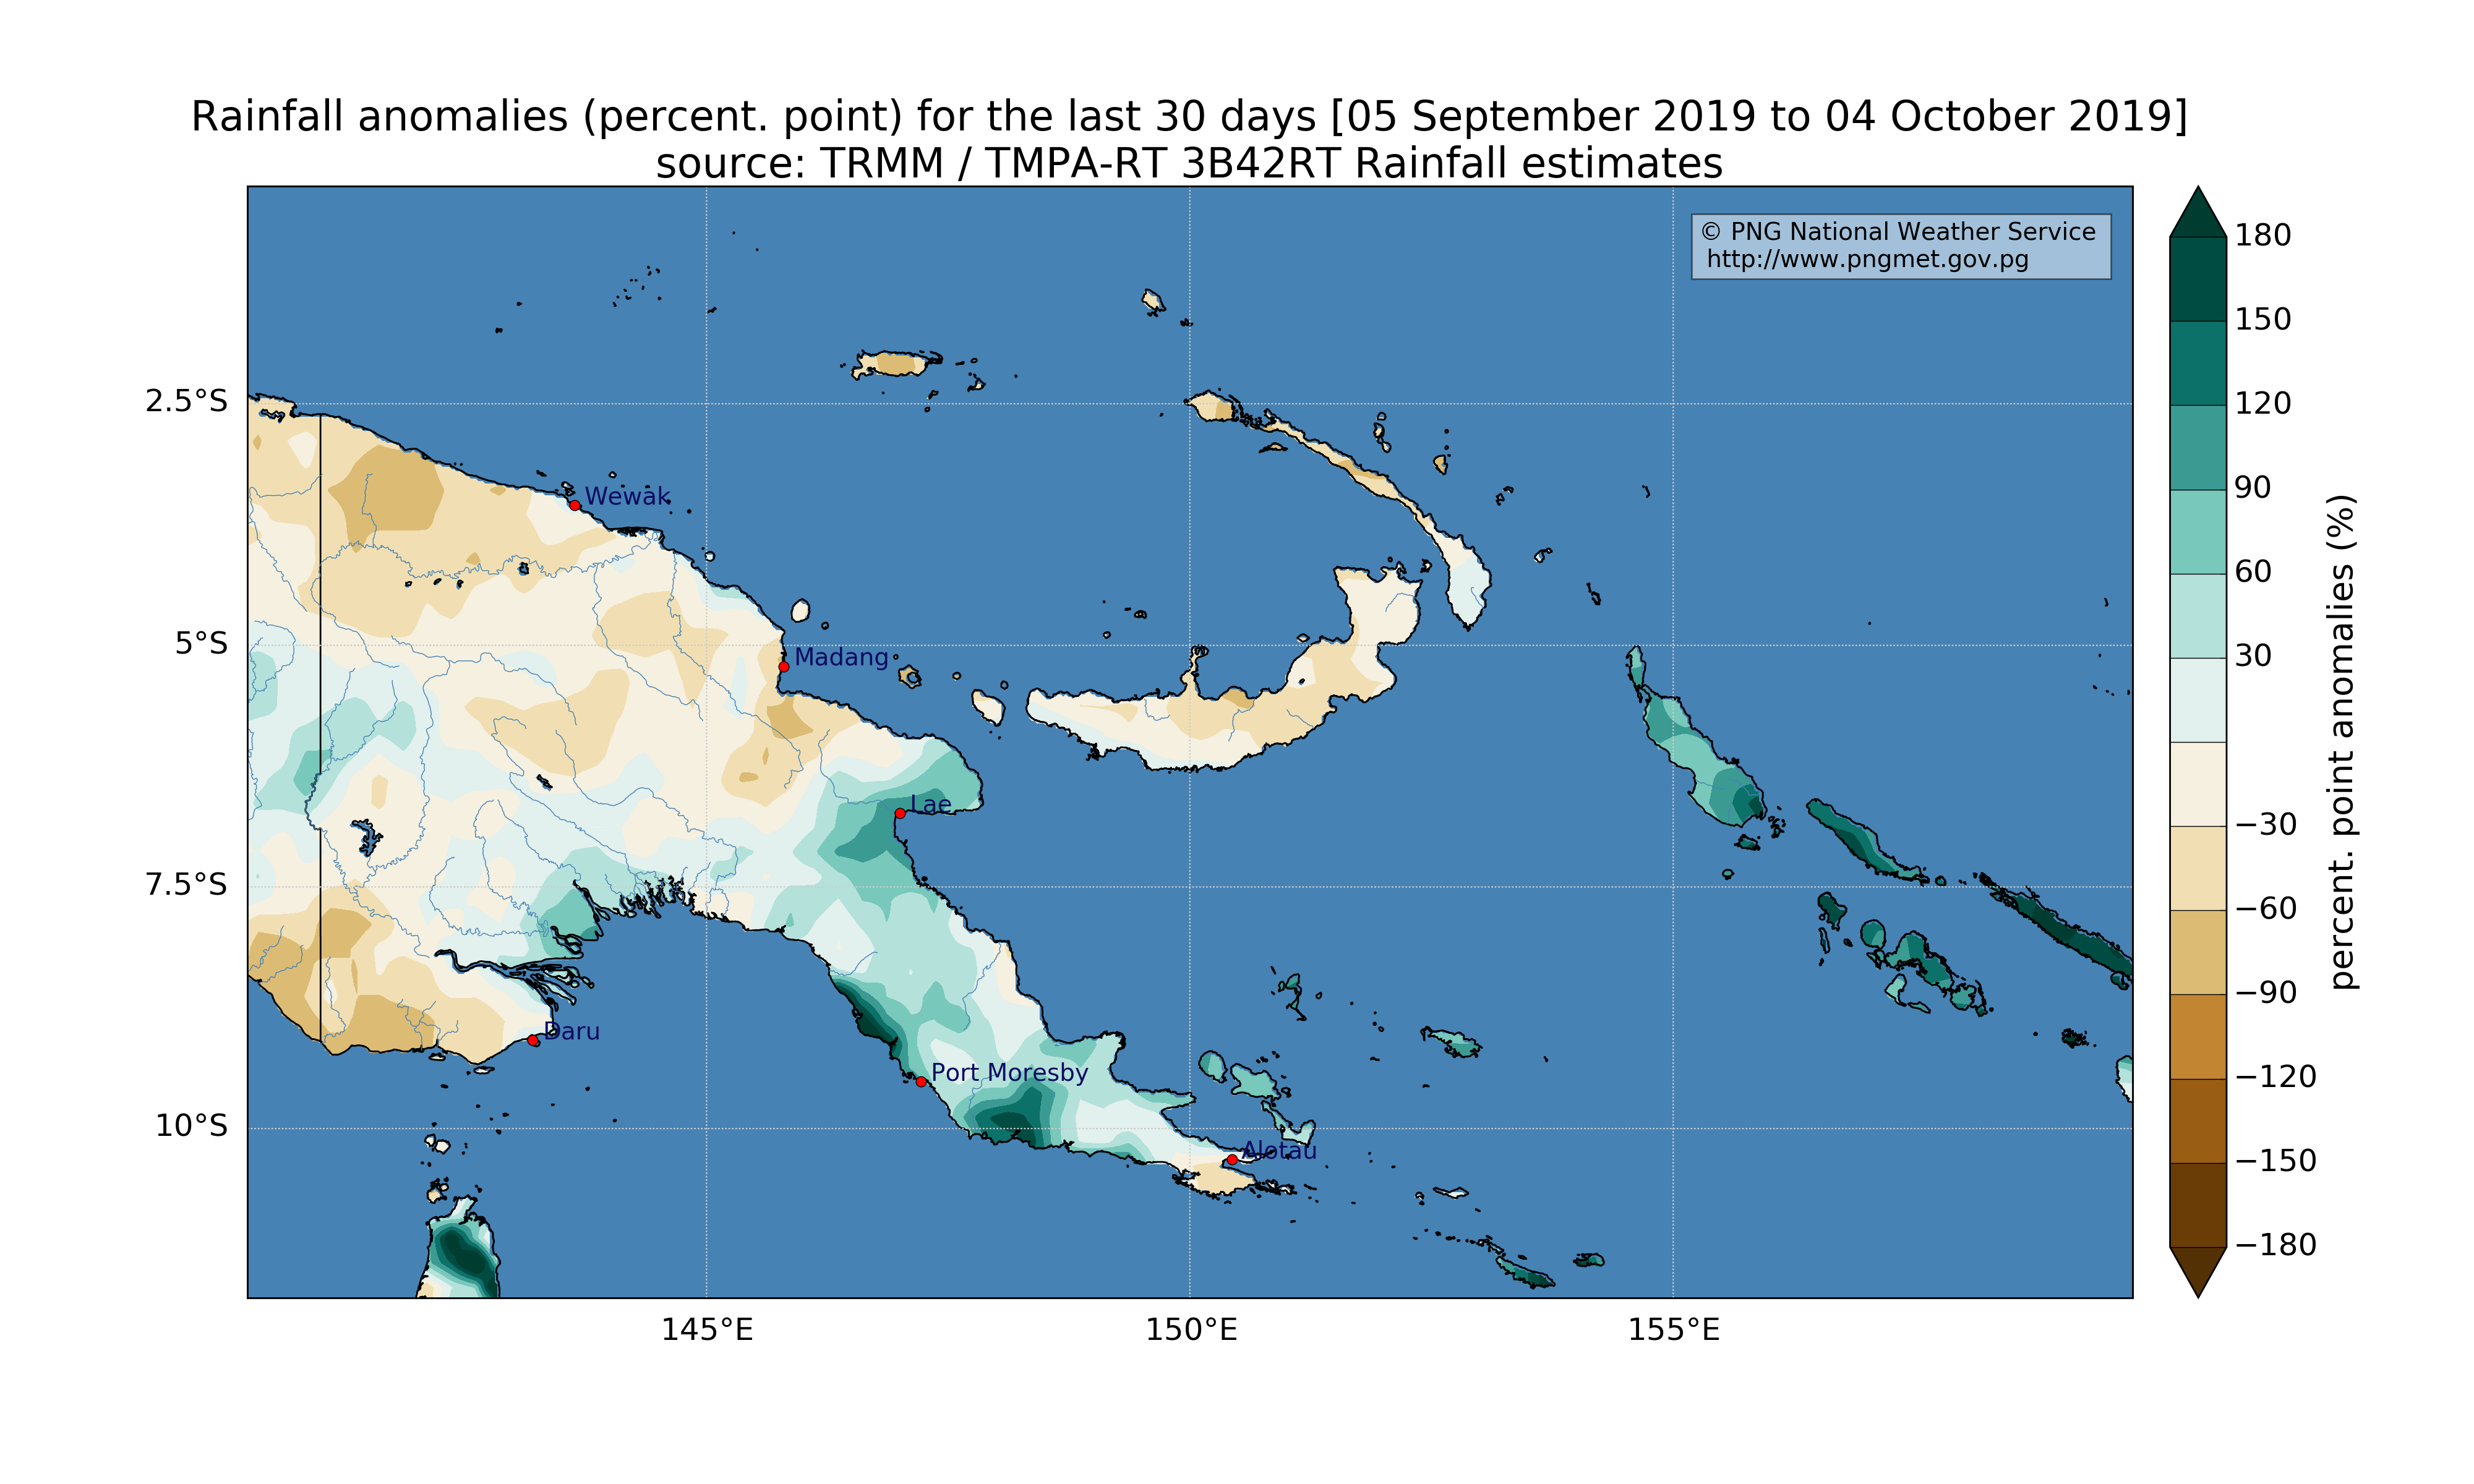 Rainfall anomalies (percent. point) for the last 30 days [05 September 2019 to 04 October 2019]
source: TRMM / TMPA-RT 3B42RT Rainfall estimates
© PNG National Weather Service
http://www.pngmet.gov.pg
2.5°S
5°S
7.5°S
10°S
145°E
150°E
155°E
Wewak
Madang
Lae
Daru
Port Moresby
Alotau
180
150
120
90
60
30
−30
−60
−90
−120
−150
−180
percent. point anomalies (%)